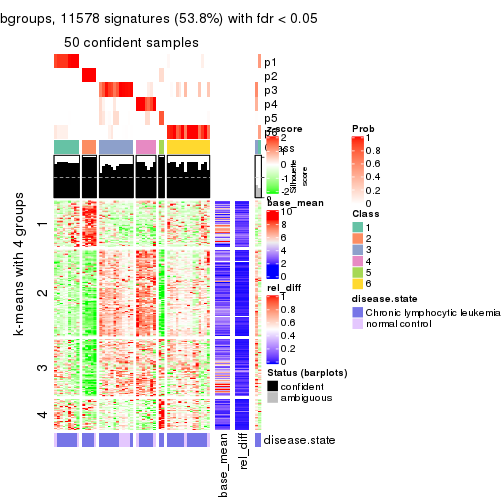 bgroups, 11578 signatures (53.8%) with fdr < 0.05
50 confident samples
p1
p2
p3
p4
p5
p6
Class
z-score
2
1
0
-1
-2
Silhouette
score
k-means with 4 groups
1
2
3
4
base_mean
10
8
6
4
2
0
rel_diff
1
0.8
0.6
0.4
0.2
0
Status (barplots)
confident
ambiguous
Prob
1
0.8
0.6
0.4
0.2
0
Class
1
2
3
4
5
6
disease.state
Chronic lymphocytic leukemia
normal control
disease.state
base_mean
rel_diff